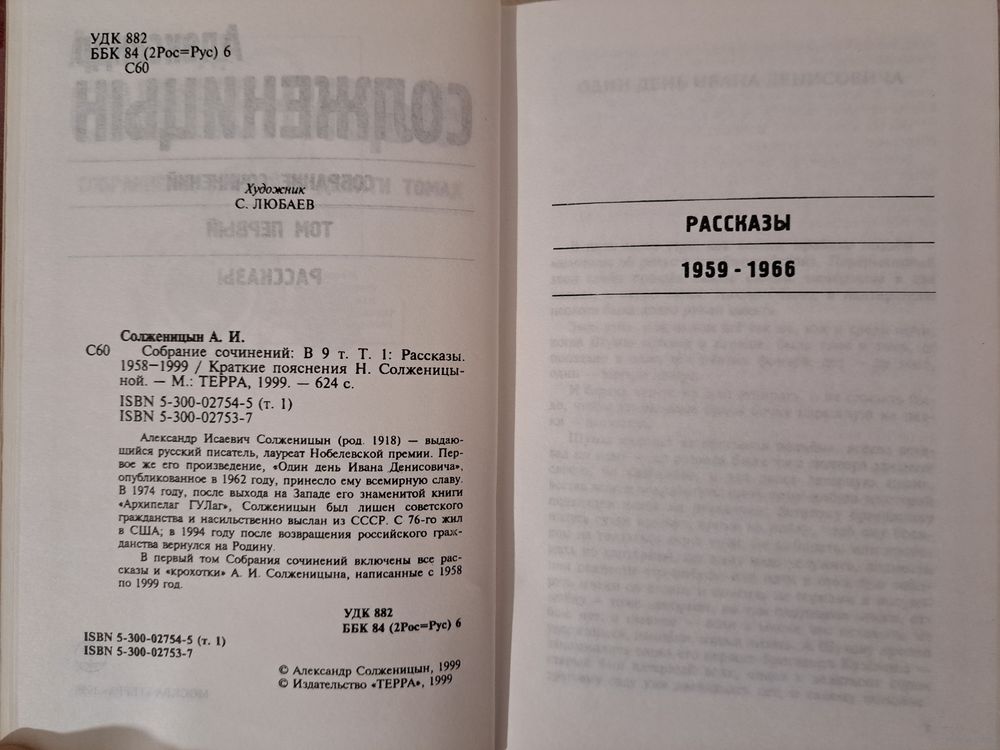 УДК 882
ББК 84 (2Рос=Рус) 6
С60
Художник
С. ЛЮБАЕВ
Солженицын А. И.
С60 Собрание сочинений: В 9 т. Т. 1: Рассказы.
1958—1999 / Краткие пояснения Н. Солженицы-
ной. — М.: ТЕРРА, 1999. — 624 с.
ISBN 5-300-02754-5 (т. 1)
ISBN 5-300-02753-7
Александр Исаевич Солженицын (род. 1918) — выдаю-
щийся русский писатель, лауреат Нобелевской премии. Пер-
вое же его произведение, «Один день Ивана Денисовича»,
опубликованное в 1962 году, принесло ему всемирную славу.
В 1974 году, после выхода на Западе его знаменитой книги
«Архипелаг ГУЛаг», Солженицын был лишен советского
гражданства и насильственно выслан из СССР. С 76-го жил
в США; в 1994 году после возвращения российского граж-
данства вернулся на Родину.
В первый том Собрания сочинений включены все рас-
сказы и «крохотки» А. И. Солженицына, написанные с 1958
по 1999 год.
УДК 882
ББК 84 (2Рос=Рус) 6
ISBN 5-300-02754-5 (т. 1)
ISBN 5-300-02753-7
© Александр Солженицын, 1999
© Издательство «ТЕРРА», 1999
РАССКАЗЫ
1959 - 1966